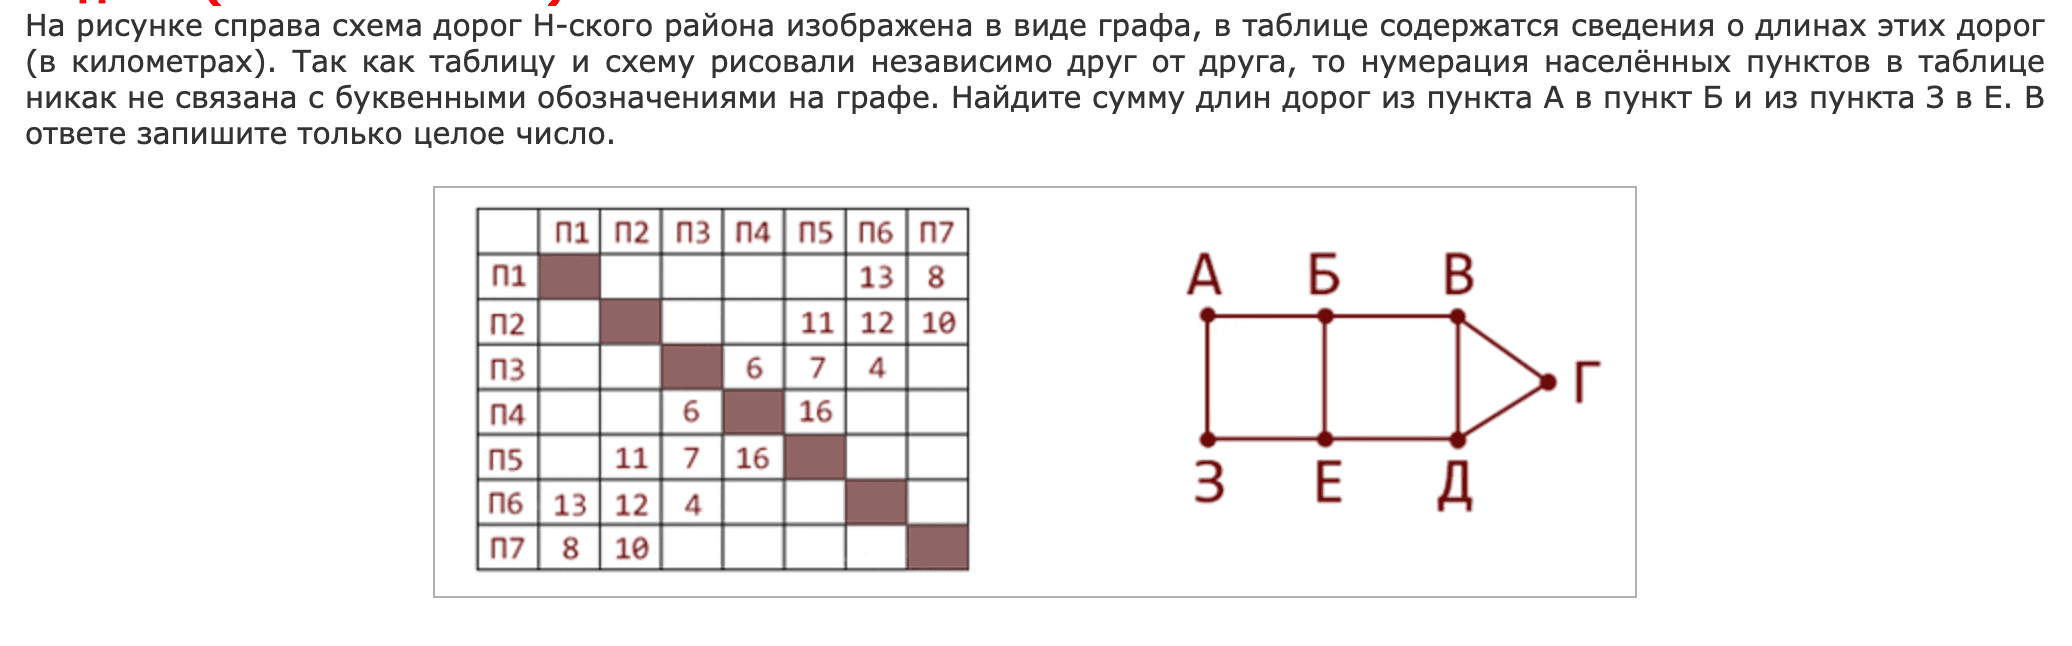 На рисунке справа схема дорог Н-ского района изображена в виде графа, в таблице содержатся сведения о длинах этих дорог
(в километрах). Так как таблицу и схему рисовали независимо друг от друга, то нумерация населённых пунктов в таблице
никак не связана с буквенными обозначениями на графе. Найдите сумму длин дорог из пункта А в пункт Б и из пункта З в Е. В
ответе запишите только целое число.
П1 П2 П3 П4 П5 П6 П7
П1 13 8
П2 11 12 10
П3 6 7 4
П4 6 16
П5 11 7 16
П6 13 12 4
П7 8 10
А Б В
Г
З Е Д